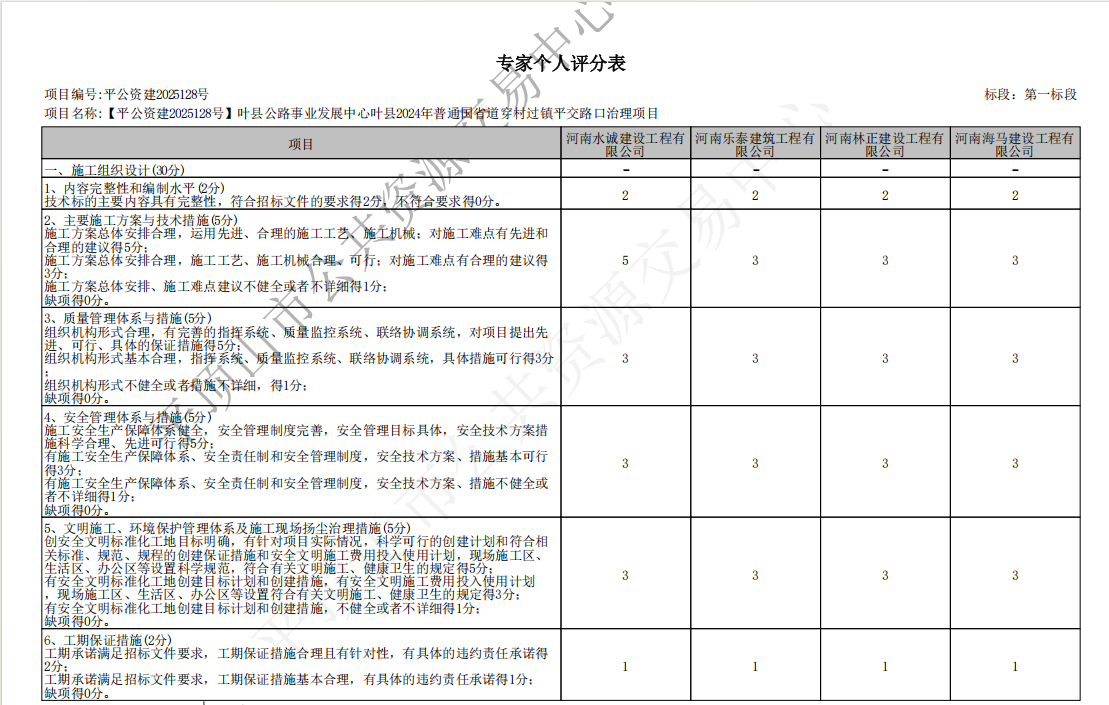 专家个人评分表
项目编号:平公资建2025128号
标段：第一标段
项目名称:【平公资建2025128号】叶县公路事业发展中心叶县2024年普通国省道穿村过镇平交路口治理项目
项目
河南水诚建设工程有限公司
河南乐泰建筑工程有限公司
河南林正建设工程有限公司
河南海马建设工程有限公司
一、施工组织设计(30分)
- - - -
1、内容完整性和编制水平(2分)
技术标的主要内容具有完整性，符合招标文件的要求得2分，不符合要求得0分。
2 2 2 2
2、主要施工方案与技术措施(5分)
施工方案总体安排合理，运用先进、合理的施工工艺、施工机械；对施工难点有先进和
合理的建议得5分；
施工方案总体安排合理，施工工艺、施工机械合理、可行；对施工难点有合理的建议得
3分；
施工方案总体安排、施工难点建议不健全或者不详细得1分；
缺项得0分。
5 3 3 3
3、质量管理体系与措施(5分)
组织机构形式合理，有完善的指挥系统、质量监控系统、联络协调系统，对项目提出先
进、可行、具体的保证措施得5分；
组织机构形式基本合理，指挥系统、质量监控系统、联络协调系统，具体措施可行得3分
；
组织机构形式不健全或者措施不详细，得1分；
缺项得0分。
3 3 3 3
4、安全管理体系与措施(5分)
施工安全生产保障体系健全，安全管理制度完善，安全管理目标具体，安全技术方案措
施科学合理、先进可行得5分；
有施工安全生产保障体系、安全责任制和安全管理制度，安全技术方案、措施基本可行
得3分；
有施工安全生产保障体系、安全责任制和安全管理制度，安全技术方案、措施不健全或
者不详细得1分；
缺项得0分。
3 3 3 3
5、文明施工、环境保护管理体系及施工现场扬尘治理措施(5分)
创安全文明标准化工地目标明确，有针对项目实际情况，科学可行的创建计划和符合相
关标准、规范、规程的创建保证措施和安全文明施工费用投入使用计划，现场施工区、
生活区、办公区等设置科学规范，符合有关文明施工、健康卫生的规定得5分；
有安全文明标准化工地创建目标计划和创建措施，有安全文明施工费用投入使用计划
，现场施工区、生活区、办公区等设置符合有关文明施工、健康卫生的规定得3分；
有安全文明标准化工地创建目标计划和创建措施，不健全或者不详细得1分；
缺项得0分。
3 3 3 3
6、工期保证措施(2分)
工期承诺满足招标文件要求，工期保证措施合理且有针对性，有具体的违约责任承诺得
2分；
工期承诺满足招标文件要求，工期保证措施基本合理，有具体的违约责任承诺得1分；
缺项得0分。
1 1 1 1
平顶山市公共资源交易中心
平顶山市公共资源交易中心